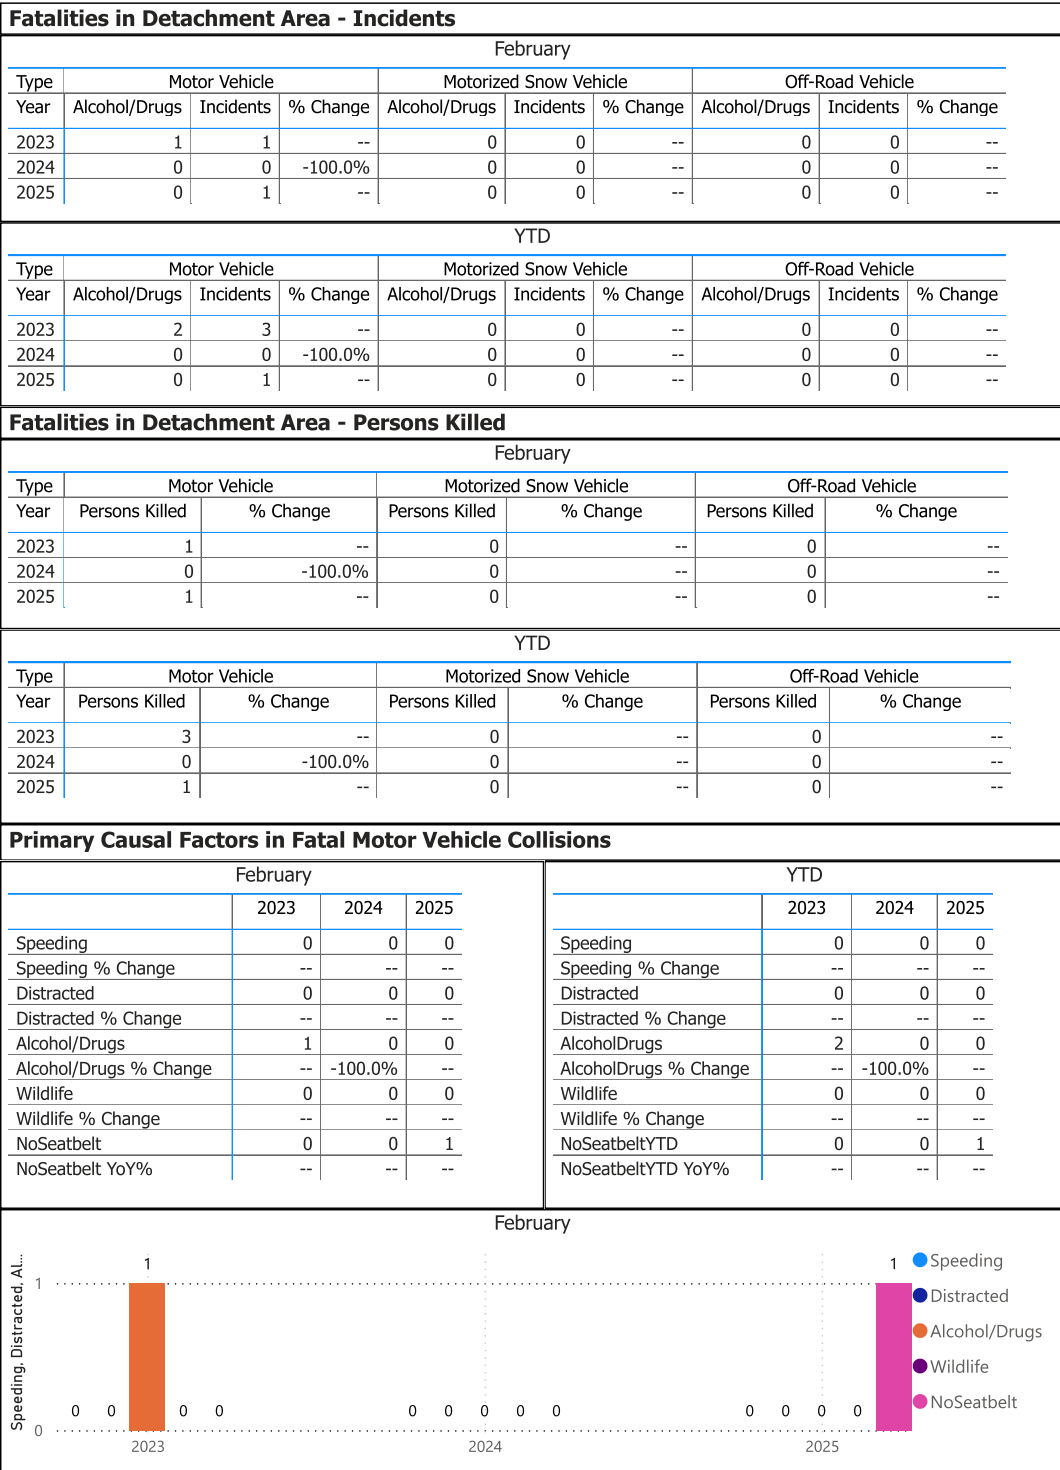 Fatalities in Detachment Area - Incidents
February
Type Motor Vehicle Motorized Snow Vehicle Off-Road Vehicle
Year Alcohol/Drugs Incidents % Change Alcohol/Drugs Incidents % Change Alcohol/Drugs Incidents % Change
2023 1 1 -- 0 0 -- 0 0 --
2024 0 0 -100.0% 0 0 -- 0 0 --
2025 0 1 -- 0 0 -- 0 0 --
YTD
Type Motor Vehicle Motorized Snow Vehicle Off-Road Vehicle
Year Alcohol/Drugs Incidents % Change Alcohol/Drugs Incidents % Change Alcohol/Drugs Incidents % Change
2023 2 3 -- 0 0 -- 0 0 --
2024 0 0 -100.0% 0 0 -- 0 0 --
2025 0 1 -- 0 0 -- 0 0 --
Fatalities in Detachment Area - Persons Killed
February
Type Motor Vehicle Motorized Snow Vehicle Off-Road Vehicle
Year Persons Killed % Change Persons Killed % Change Persons Killed % Change
2023 1 -- 0 -- 0 --
2024 0 -100.0% 0 -- 0 --
2025 1 -- 0 -- 0 --
YTD
Type Motor Vehicle Motorized Snow Vehicle Off-Road Vehicle
Year Persons Killed % Change Persons Killed % Change Persons Killed % Change
2023 3 -- 0 -- 0 --
2024 0 -100.0% 0 -- 0 --
2025 1 -- 0 -- 0 --
Primary Causal Factors in Fatal Motor Vehicle Collisions
February
2023 2024 2025
Speeding 0 0 0
Speeding % Change -- -- --
Distracted 0 0 0
Distracted % Change -- -- --
Alcohol/Drugs 1 0 0
Alcohol/Drugs % Change -- -100.0% --
Wildlife 0 0 0
Wildlife % Change -- -- --
NoSeatbelt 0 0 1
NoSeatbelt YoY% -- -- --
YTD
2023 2024 2025
Speeding 0 0 0
Speeding % Change -- -- --
Distracted 0 0 0
Distracted % Change -- -- --
AlcoholDrugs 2 0 0
AlcoholDrugs % Change -- -100.0% --
Wildlife 0 0 0
Wildlife % Change -- -- --
NoSeatbeltYTD 0 0 1
NoSeatbeltYTD YoY% -- -- --
February
Speeding, Distracted, Al...
1
0
0 0 1 0 0
0 0 0 0 0
0 0 0 0 1
2023 2024 2025
Speeding
Distracted
Alcohol/Drugs
Wildlife
NoSeatbelt